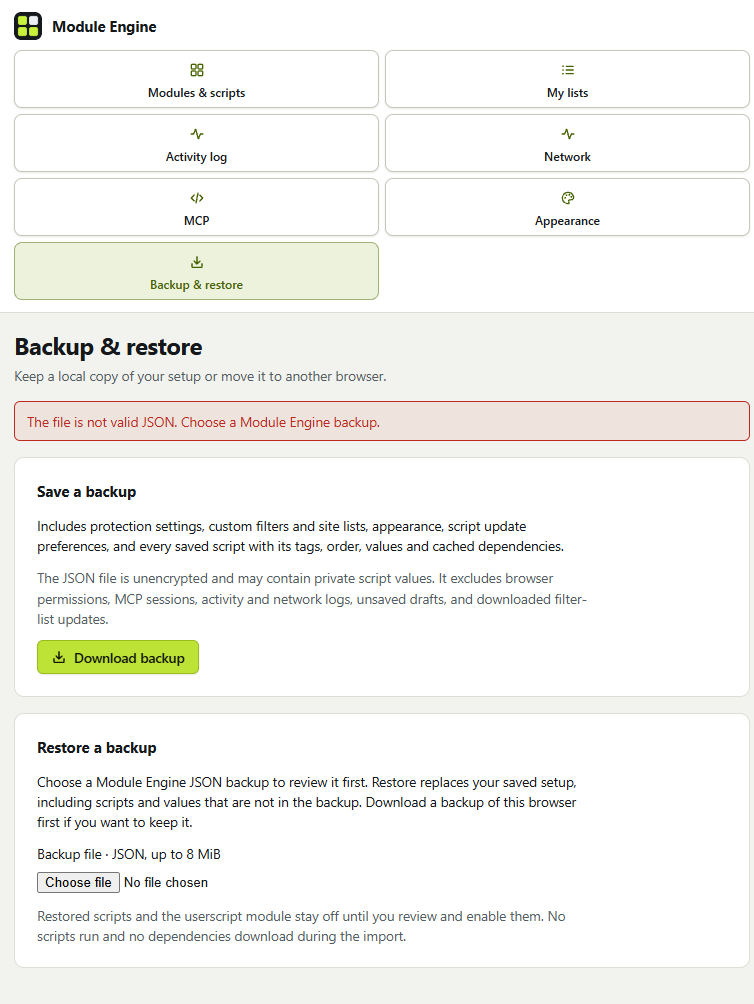 Module Engine
Modules & scripts
My lists
Activity log
Network
MCP
Appearance
Backup & restore
Backup & restore
Keep a local copy of your setup or move it to another browser.
The file is not valid JSON. Choose a Module Engine backup.
Save a backup
Includes protection settings, custom filters and site lists, appearance, script update
preferences, and every saved script with its tags, order, values and cached dependencies.
The JSON file is unencrypted and may contain private script values. It excludes browser
permissions, MCP sessions, activity and network logs, unsaved drafts, and downloaded filter-
list updates.
Download backup
Restore a backup
Choose a Module Engine JSON backup to review it first. Restore replaces your saved setup,
including scripts and values that are not in the backup. Download a backup of this browser
first if you want to keep it.
Backup file · JSON, up to 8 MiB
Choose file No file chosen
Restored scripts and the userscript module stay off until you review and enable them. No
scripts run and no dependencies download during the import.